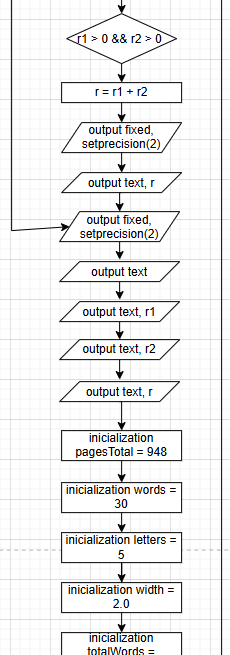 r1 > 0 && r2 > 0
r = r1 + r2
output fixed,
setprecision(2)
output text, r
output fixed,
setprecision(2)
output text
output text, r1
output text, r2
output text, r
inicialization
pagesTotal = 948
inicialization words =
30
inicialization letters =
5
inicialization width =
2.0
inicialization
totalWords =